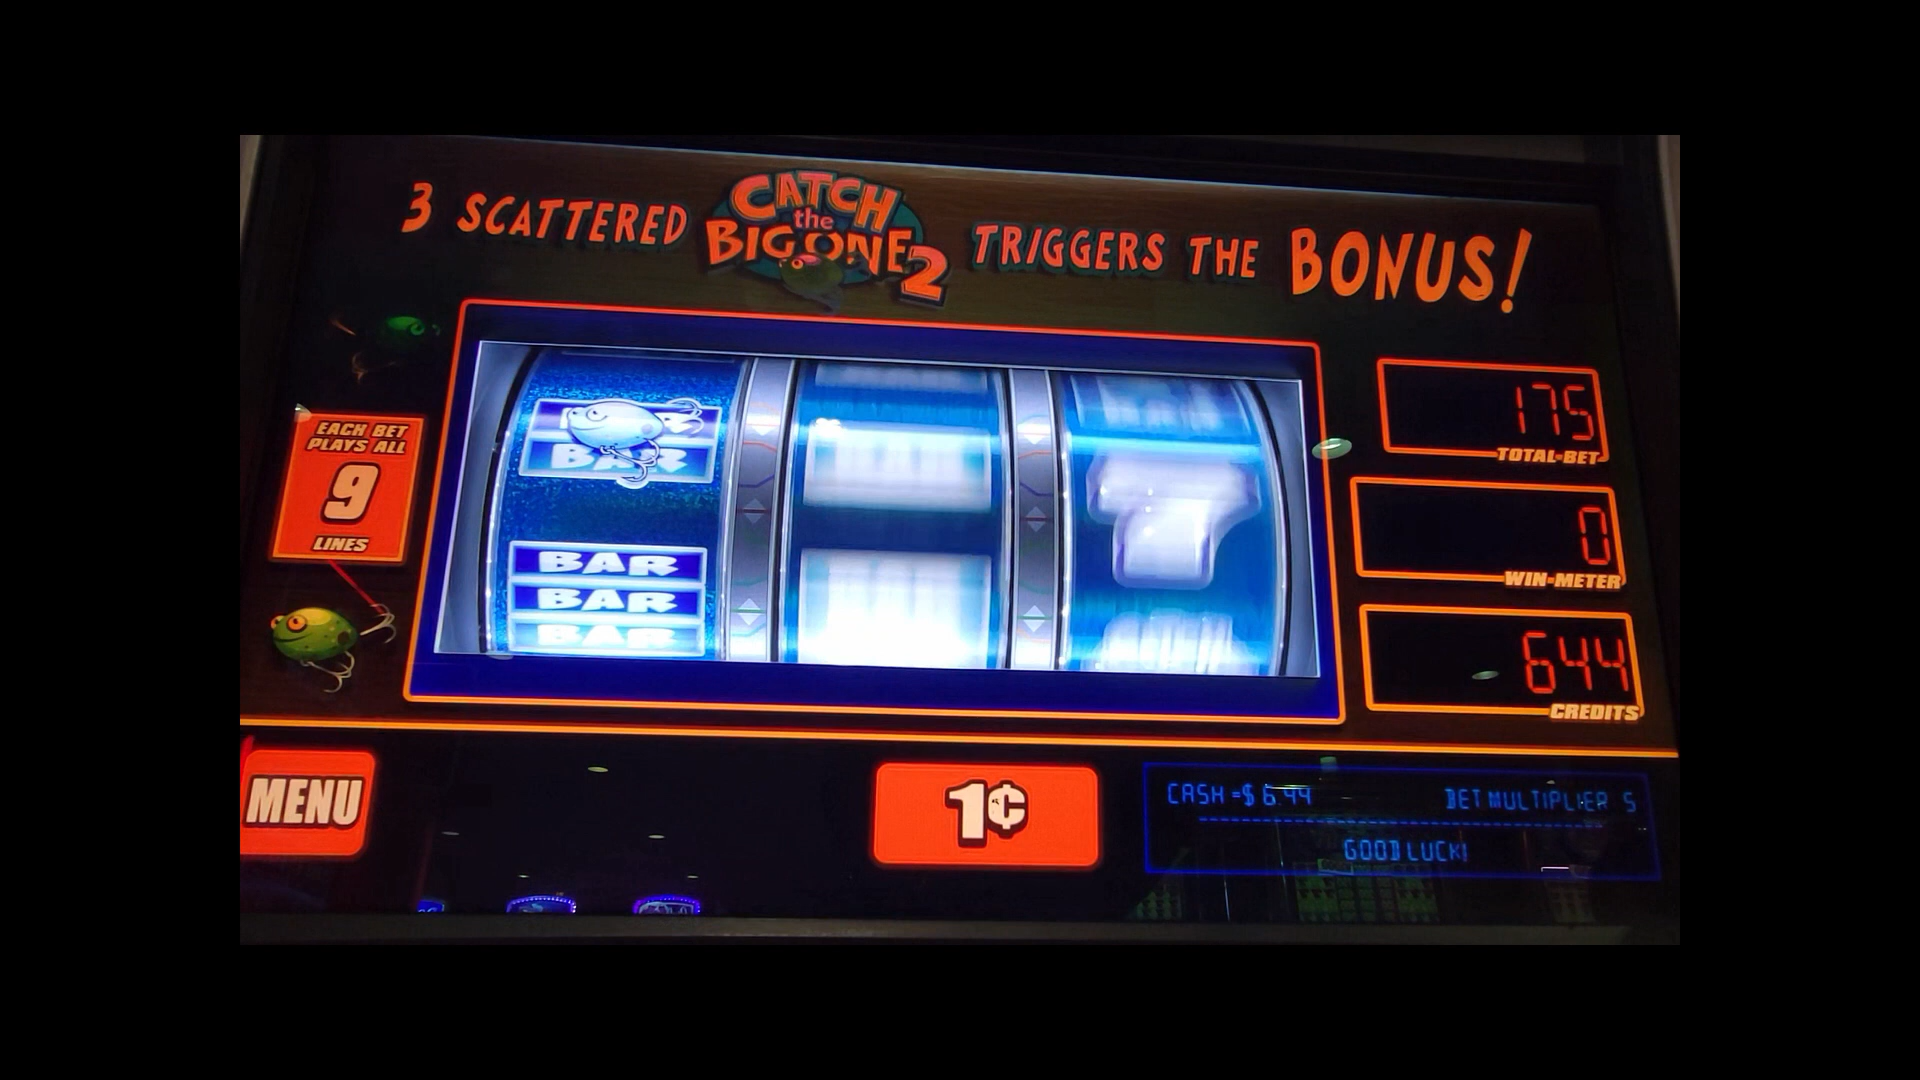 3 SCATTERED CATCH the BIG ONE 2 TRIGGERS THE BONUS!
EACH BET
PLAYS ALL
9
LINES
BAR
BAR
BAR
BAR
175
TOTAL-BET
0
WIN-METER
644
CREDITS
MENU
1¢
CASH =$ 6.44 BET MULTIPLIER 5
GOOD LUCK!